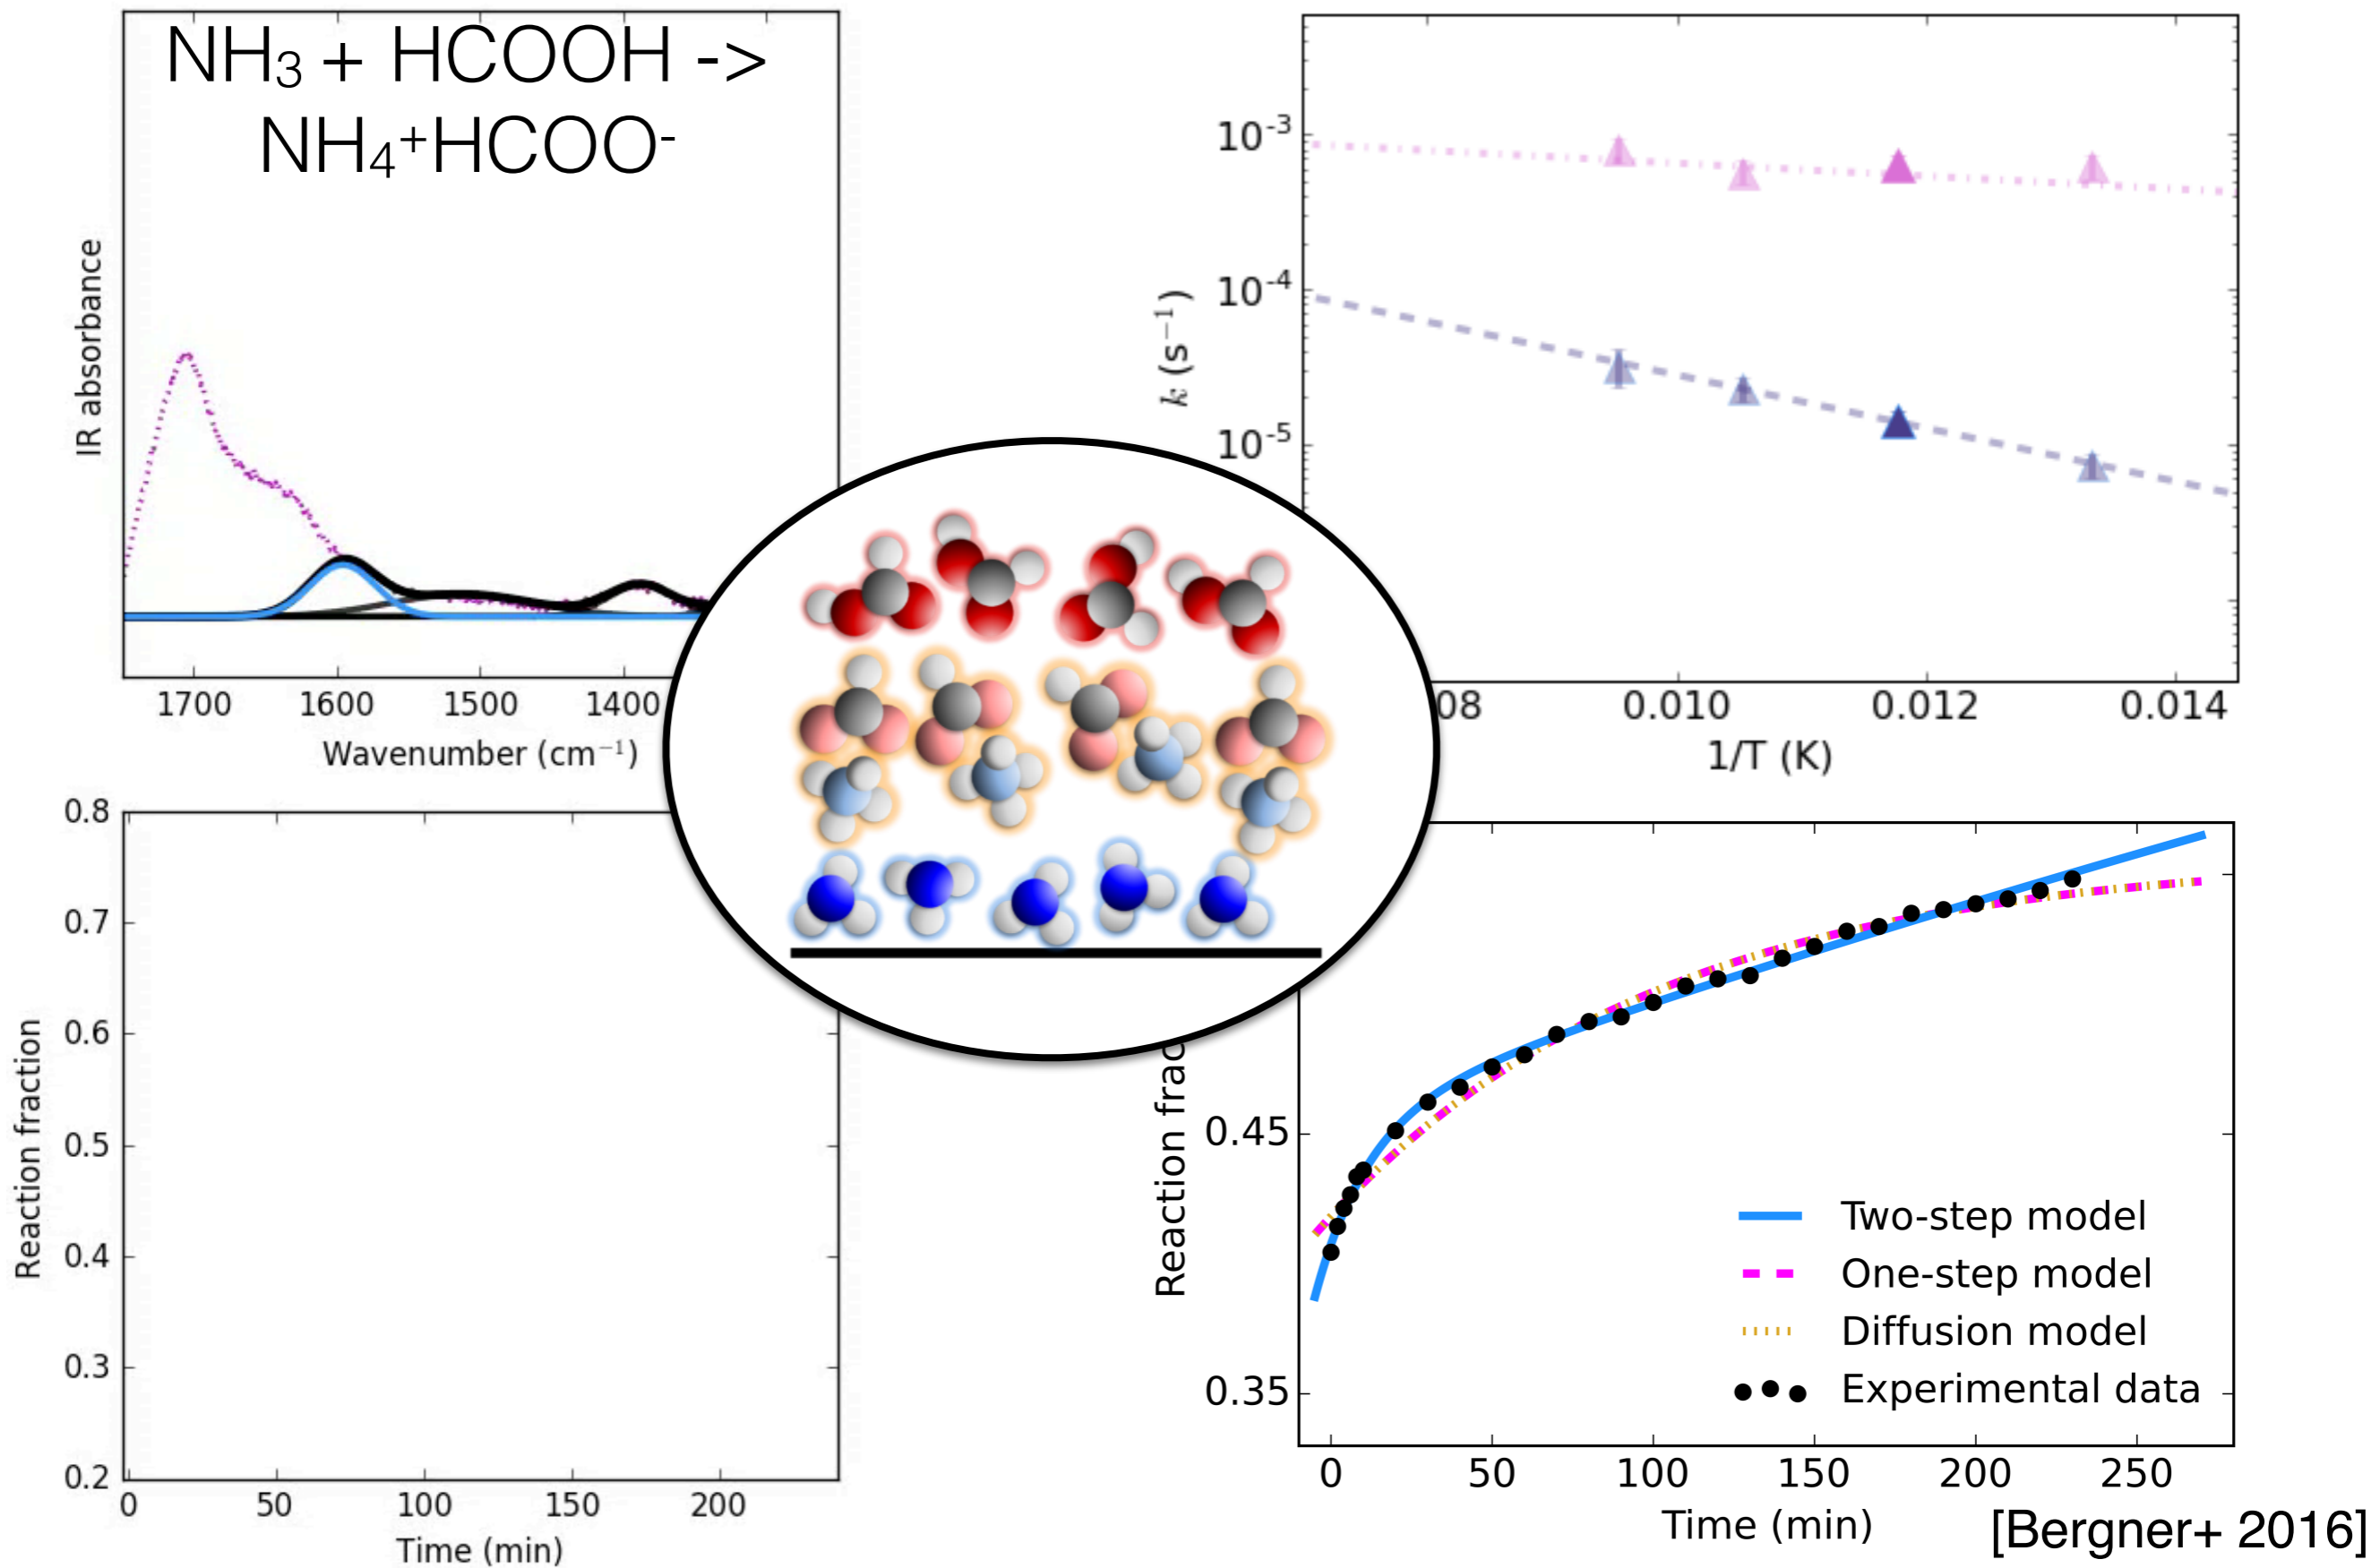 NH₃ + HCOOH ->
NH₄⁺HCOO⁻
IR absorbance
1700 1600 1500 1400
Wavenumber (cm⁻¹)
10⁻³
10⁻⁴
10⁻⁵
k (s⁻¹)
08 0.010 0.012 0.014
1/T (K)
0.8
0.7
0.6
0.5
0.4
0.3
0.2
Reaction fraction
0 50 100 150 200
Time (min)
0.45
0.35
Reaction frac
Two-step model
One-step model
Diffusion model
Experimental data
0 50 100 150 200 250
Time (min)
[Bergner+ 2016]